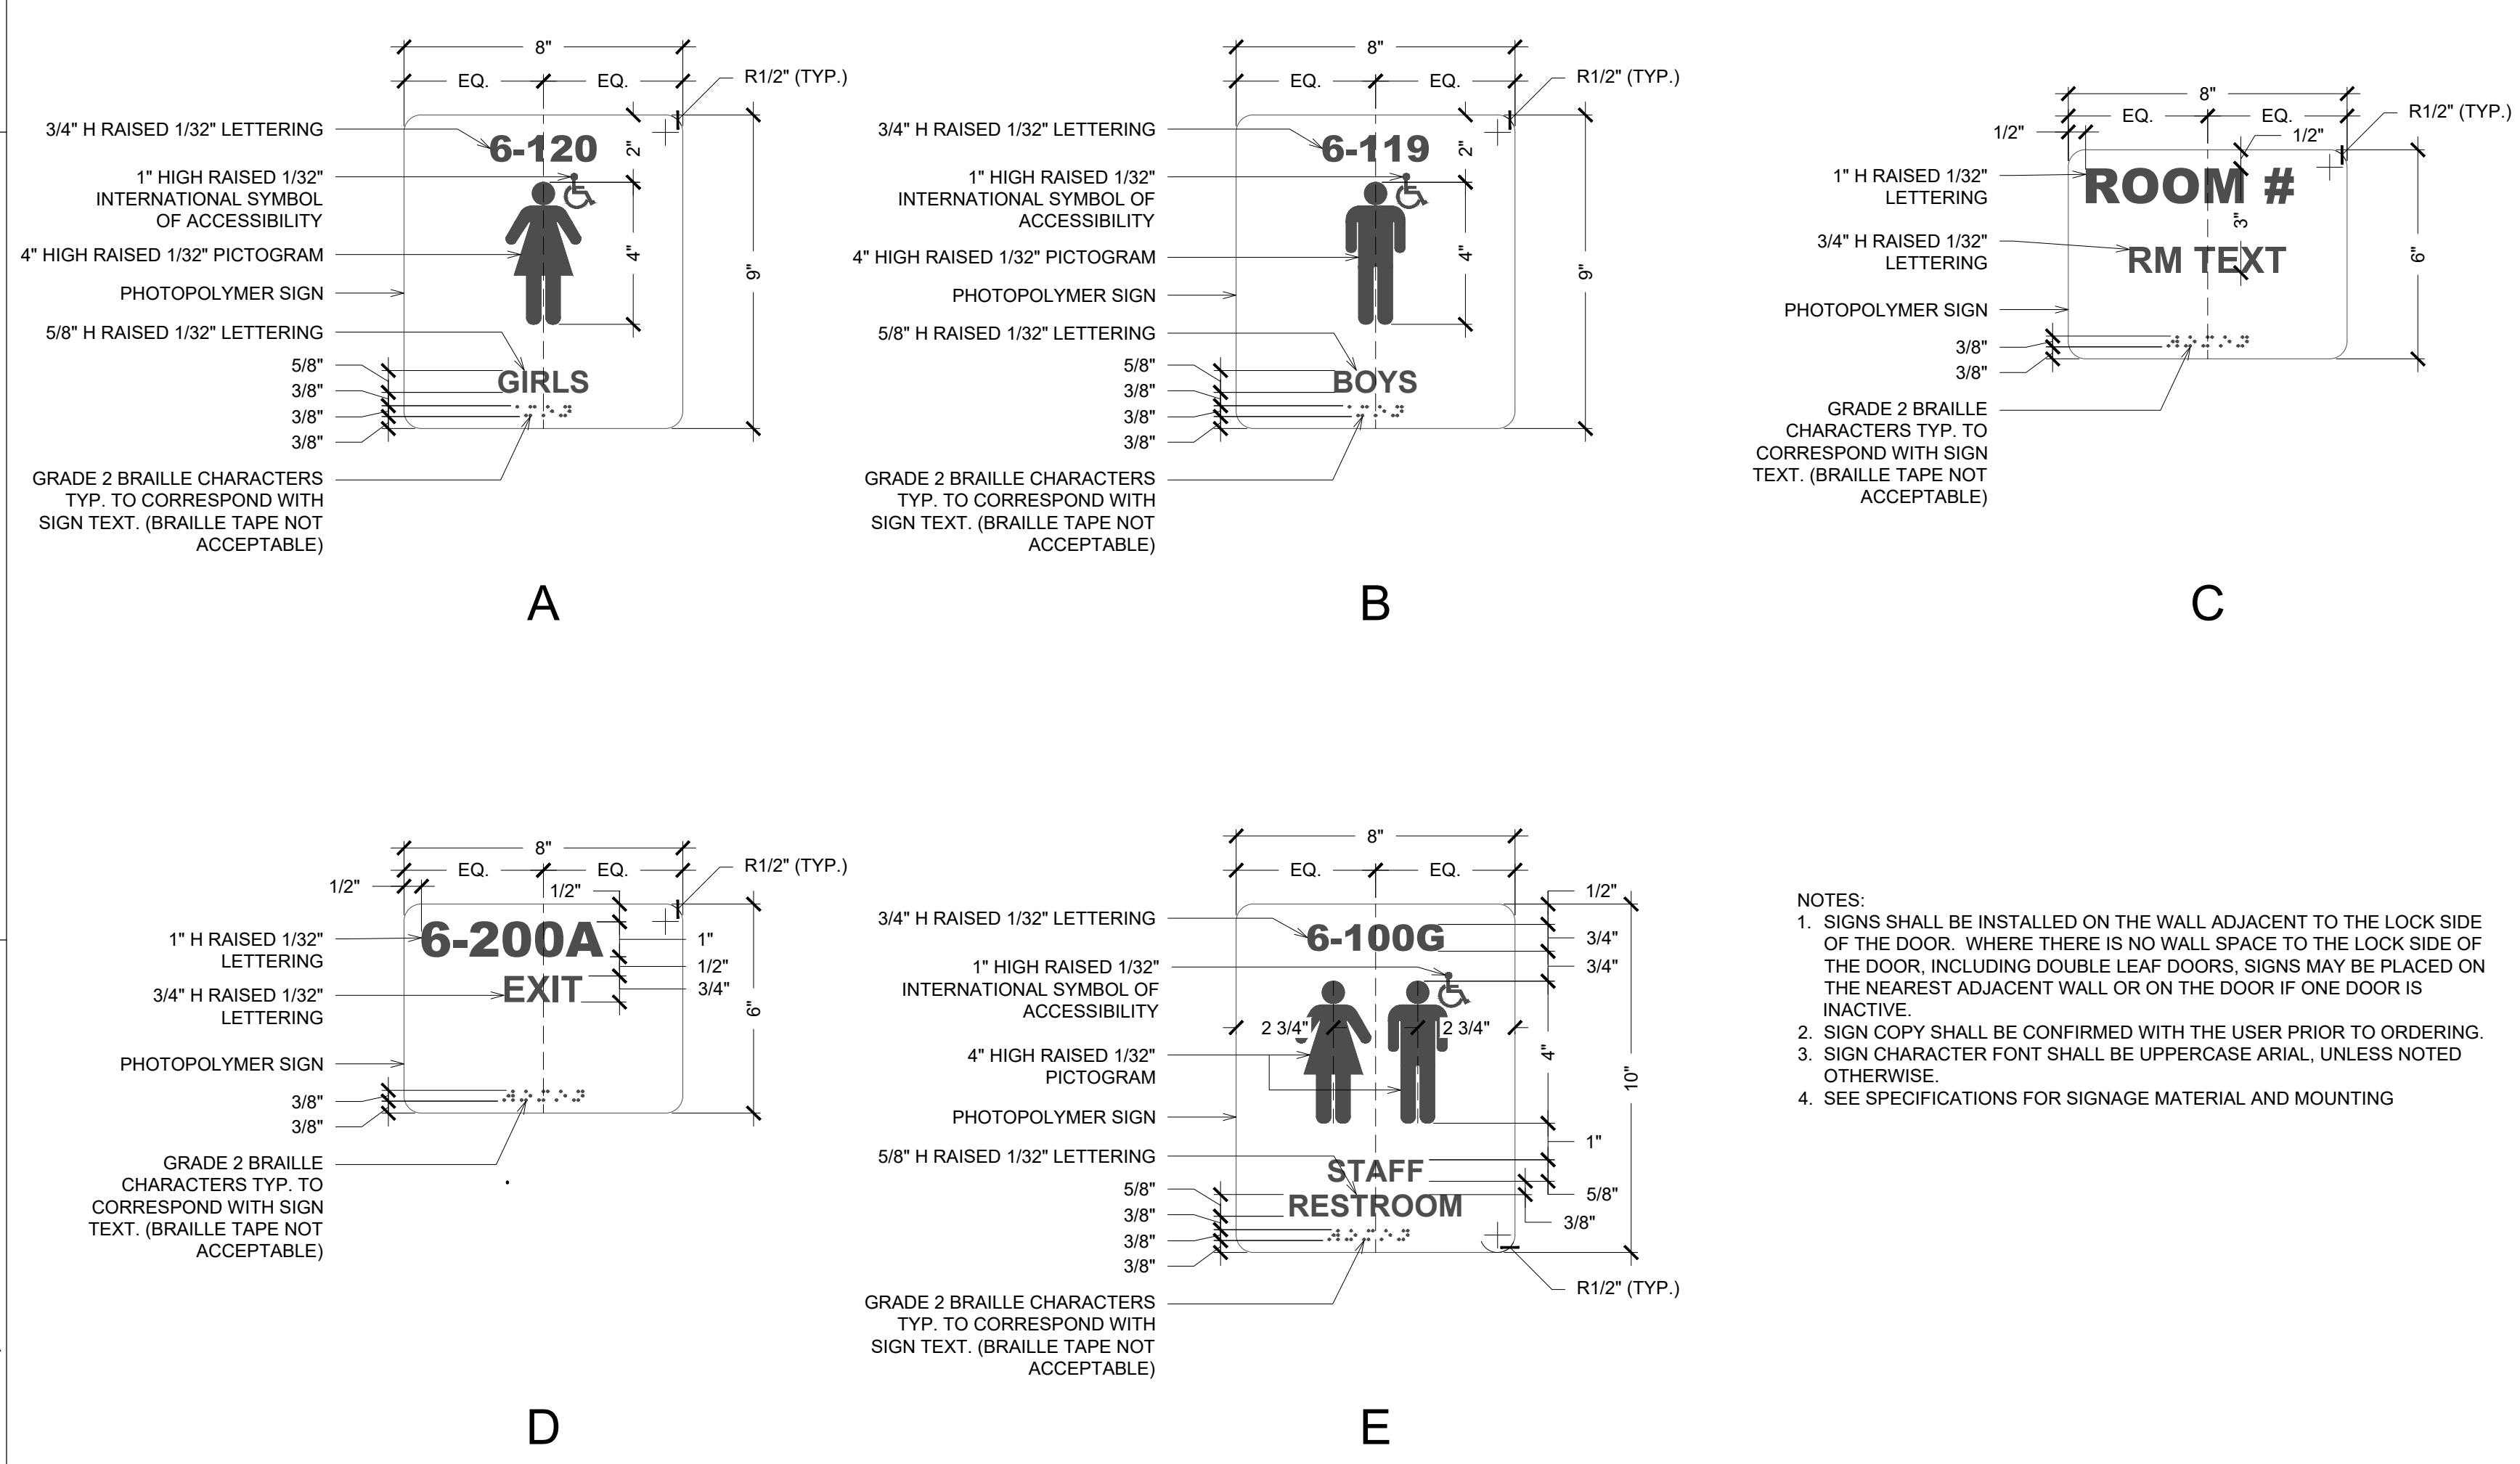 8"
EQ.
EQ.
R1/2" (TYP.)
3/4" H RAISED 1/32" LETTERING
6-120
2"
1" HIGH RAISED 1/32"
INTERNATIONAL SYMBOL
OF ACCESSIBILITY
4" HIGH RAISED 1/32" PICTOGRAM
4"
9"
PHOTOPOLYMER SIGN
5/8" H RAISED 1/32" LETTERING
5/8"
GIRLS
3/8"
3/8"
3/8"
GRADE 2 BRAILLE CHARACTERS
TYP. TO CORRESPOND WITH
SIGN TEXT. (BRAILLE TAPE NOT
ACCEPTABLE)
A
8"
EQ.
EQ.
R1/2" (TYP.)
3/4" H RAISED 1/32" LETTERING
6-119
2"
1" HIGH RAISED 1/32"
INTERNATIONAL SYMBOL OF
ACCESSIBILITY
4" HIGH RAISED 1/32" PICTOGRAM
4"
9"
PHOTOPOLYMER SIGN
5/8" H RAISED 1/32" LETTERING
5/8"
BOYS
3/8"
3/8"
3/8"
GRADE 2 BRAILLE CHARACTERS
TYP. TO CORRESPOND WITH
SIGN TEXT. (BRAILLE TAPE NOT
ACCEPTABLE)
B
8"
EQ.
EQ.
R1/2" (TYP.)
1/2"
1/2"
1" H RAISED 1/32"
LETTERING
ROOM #
3"
3/4" H RAISED 1/32"
LETTERING
RM TEXT
6"
PHOTOPOLYMER SIGN
3/8"
3/8"
GRADE 2 BRAILLE
CHARACTERS TYP. TO
CORRESPOND WITH SIGN
TEXT. (BRAILLE TAPE NOT
ACCEPTABLE)
C
8"
EQ.
EQ.
R1/2" (TYP.)
1/2"
1/2"
1" H RAISED 1/32"
LETTERING
6-200A
1"
1/2"
3/4" H RAISED 1/32"
LETTERING
EXIT
3/4"
6"
PHOTOPOLYMER SIGN
3/8"
3/8"
GRADE 2 BRAILLE
CHARACTERS TYP. TO
CORRESPOND WITH SIGN
TEXT. (BRAILLE TAPE NOT
ACCEPTABLE)
D
8"
EQ.
EQ.
1/2"
3/4" H RAISED 1/32" LETTERING
6-100G
3/4"
3/4"
1" HIGH RAISED 1/32"
INTERNATIONAL SYMBOL OF
ACCESSIBILITY
2 3/4"
2 3/4"
4" HIGH RAISED 1/32"
PICTOGRAM
4"
10"
PHOTOPOLYMER SIGN
1"
5/8" H RAISED 1/32" LETTERING
STAFF
RESTROOM
5/8"
3/8"
5/8"
3/8"
3/8"
3/8"
R1/2" (TYP.)
GRADE 2 BRAILLE CHARACTERS
TYP. TO CORRESPOND WITH
SIGN TEXT. (BRAILLE TAPE NOT
ACCEPTABLE)
E
NOTES:
1. SIGNS SHALL BE INSTALLED ON THE WALL ADJACENT TO THE LOCK SIDE
OF THE DOOR. WHERE THERE IS NO WALL SPACE TO THE LOCK SIDE OF
THE DOOR, INCLUDING DOUBLE LEAF DOORS, SIGNS MAY BE PLACED ON
THE NEAREST ADJACENT WALL OR ON THE DOOR IF ONE DOOR IS
INACTIVE.
2. SIGN COPY SHALL BE CONFIRMED WITH THE USER PRIOR TO ORDERING.
3. SIGN CHARACTER FONT SHALL BE UPPERCASE ARIAL, UNLESS NOTED
OTHERWISE.
4. SEE SPECIFICATIONS FOR SIGNAGE MATERIAL AND MOUNTING